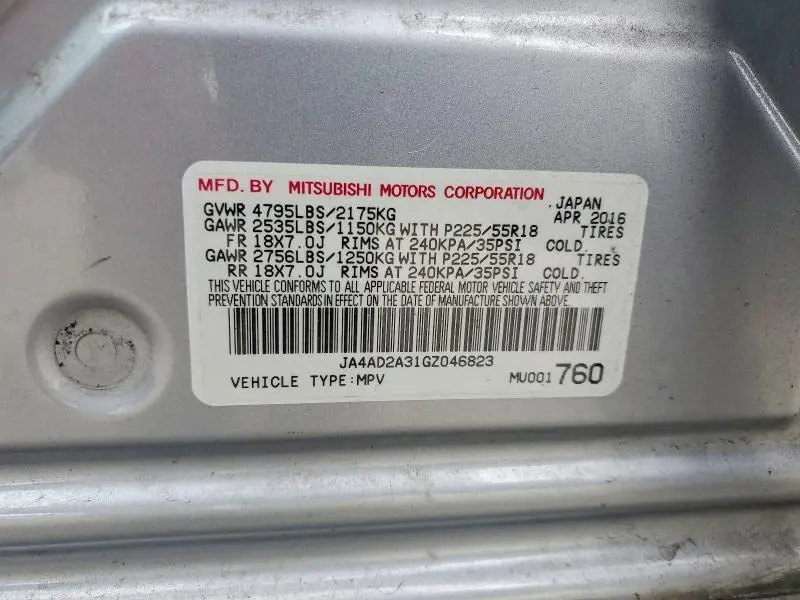 MFD. BY MITSUBISHI MOTORS CORPORATION JAPAN
GVWR 4795LBS/2175KG APR 2016
GAWR 2535LBS/1150KG WITH P225/55R18 TIRES
FR 18X7.0J RIMS AT 240KPA/35PSI COLD.
GAWR 2756LBS/1250KG WITH P225/55R18 TIRES
RR 18X7.0J RIMS AT 240KPA/35PSI COLD.
THIS VEHICLE CONFORMS TO ALL APPLICABLE FEDERAL MOTOR VEHICLE SAFETY AND THEFT
PREVENTION STANDARDS IN EFFECT ON THE DATE OF MANUFACTURE SHOWN ABOVE.
JA4AD2A31GZ046823
VEHICLE TYPE:MPV MU001760